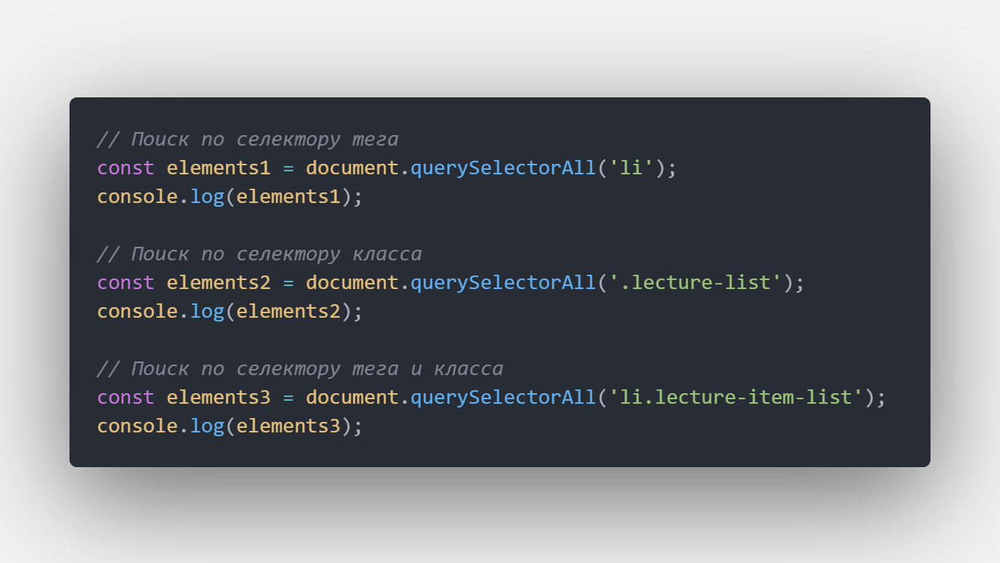 // Поиск по селектору тега
const elements1 = document.querySelectorAll('li');
console.log(elements1);
// Поиск по селектору класса
const elements2 = document.querySelectorAll('.lecture-list');
console.log(elements2);
// Поиск по селектору тега и класса
const elements3 = document.querySelectorAll('li.lecture-item-list');
console.log(elements3);